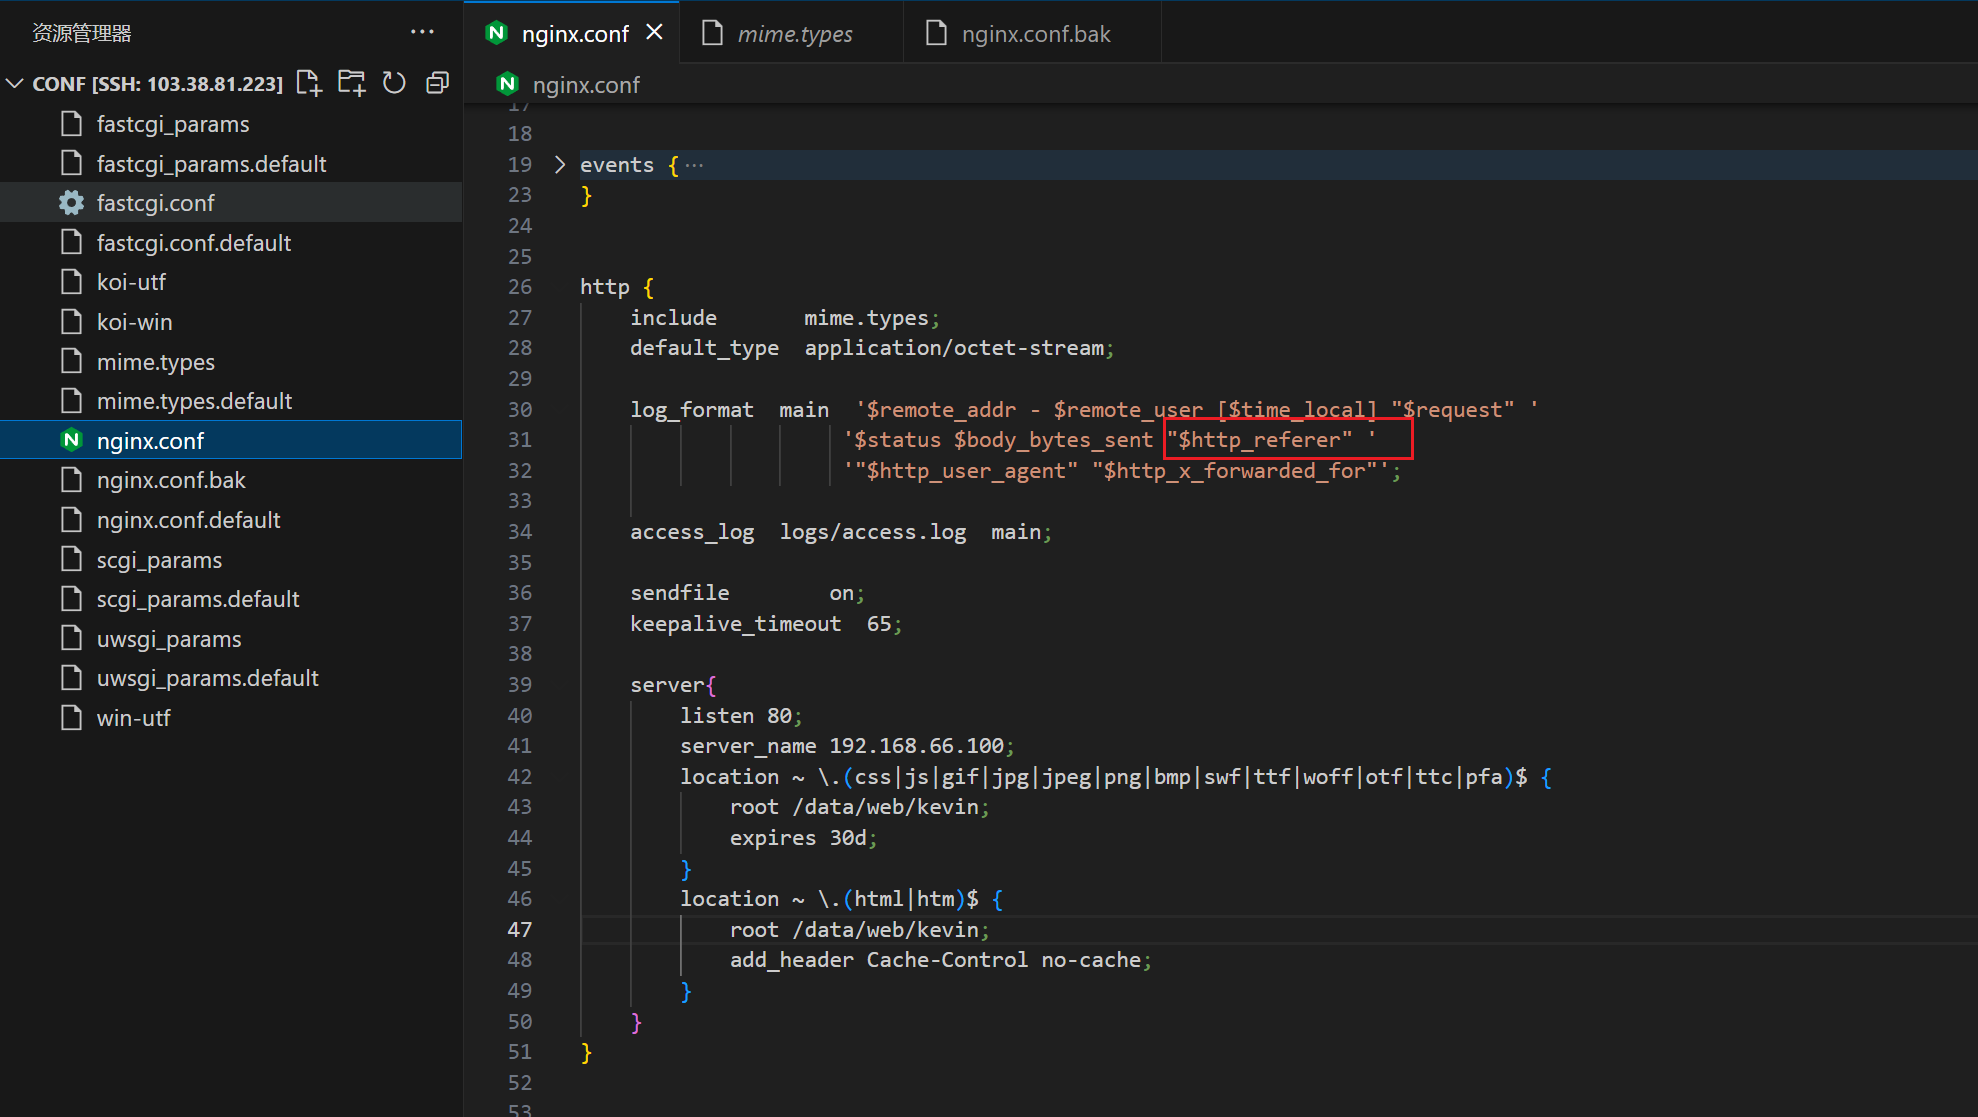 资源管理器
CONF [SSH: 103.38.81.223]
fastcgi_params
fastcgi_params.default
fastcgi.conf
fastcgi.conf.default
koi-utf
koi-win
mime.types
mime.types.default
nginx.conf
nginx.conf.bak
nginx.conf.default
scgi_params
scgi_params.default
uwsgi_params
uwsgi_params.default
win-utf
nginx.conf
mime.types
nginx.conf.bak
nginx.conf
17
18
19 events { ···
23 }
24
25
26 http {
27     include       mime.types;
28     default_type  application/octet-stream;
29
30     log_format  main  '$remote_addr - $remote_user [$time_local] "$request" '
31                      '$status $body_bytes_sent "$http_referer" '
32                      '"$http_user_agent" "$http_x_forwarded_for"';
33
34     access_log  logs/access.log  main;
35
36     sendfile        on;
37     keepalive_timeout  65;
38
39     server{
40         listen 80;
41         server_name 192.168.66.100;
42         location ~ \.(css|js|gif|jpg|jpeg|png|bmp|swf|ttf|woff|otf|ttc|pfa)$ {
43             root /data/web/kevin;
44             expires 30d;
45         }
46         location ~ \.(html|htm)$ {
47             root /data/web/kevin;
48             add_header Cache-Control no-cache;
49         }
50     }
51 }
52
53